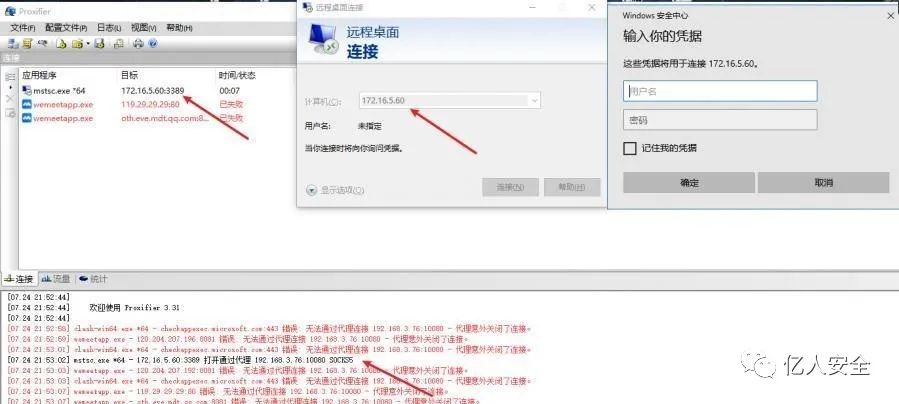 Proxifier
文件(F) 配置文件(P) 日志(L) 视图(V) 帮助(H)
连接
应用程序 目标 时间/状态
mstsc.exe *64 172.16.5.60:3389 00:07
wemeetapp.exe 119.29.29.29:80 已失败
wemeetapp.exe oth.eve.mdt.qq.com:8... 已失败
远程桌面连接
远程桌面
连接
计算机(C): 172.16.5.60
用户名: 未指定
当你连接时将向你询问凭据。
显示选项(O) 连接(N) 帮助(H)
Windows 安全中心
输入你的凭据
这些凭据将用于连接 172.16.5.60。
用户名
密码
记住我的凭据
确定 取消
连接 流量 统计
[07.24 21:52:44]
[07.24 21:52:44] 欢迎使用 Proxifier 3.31
[07.24 21:52:44]
[07.24 21:52:58] clash-win64.exe *64 - checkappexec.microsoft.com:443 错误: 无法通过代理连接 192.168.3.76:10080 - 代理意外关闭了连接。
[07.24 21:52:59] wemeetapp.exe - 120.204.207.196:8081 错误: 无法通过代理连接 192.168.3.76:10080 - 代理意外关闭了连接。
[07.24 21:53:01] clash-win64.exe *64 - checkappexec.microsoft.com:443 错误: 无法通过代理连接 192.168.3.76:10080 - 代理意外关闭了连接。
[07.24 21:53:02] mstsc.exe *64 - 172.16.5.60:3389 打开通过代理 192.168.3.76:10080 SOCKS5
[07.24 21:53:03] wemeetapp.exe - 120.204.207.192:8081 错误: 无法通过代理连接 192.168.3.76:10080 - 代理意外关闭了连接。
[07.24 21:53:03] clash-win64.exe *64 - checkappexec.microsoft.com:443 错误: 无法通过代理连接 192.168.3.76:10080 - 代理意外关闭了连接。
[07.24 21:53:07] wemeetapp.exe - 119.29.29.29:80 错误: 无法通过代理连接 192.168.3.76:10080 - 代理意外关闭了连接。
[07.24 21:53:07] wemeetapp.exe - oth.eve.mdt.qq.com:8081 错误: 无法通过代理连接 192.168.3.76:10080 - 代理意外关闭了连接。
亿人安全